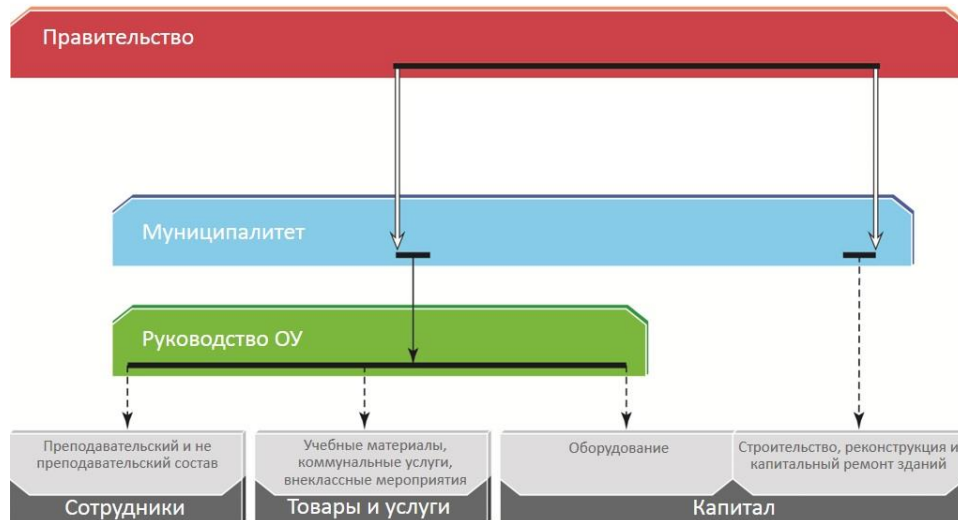 Правительство
Муниципалитет
Руководство ОУ
Преподавательский и не
преподавательский состав
Учебные материалы,
коммунальные услуги,
внеклассные мероприятия
Оборудование
Строительство, реконструкция и
капитальный ремонт зданий
Сотрудники
Товары и услуги
Капитал